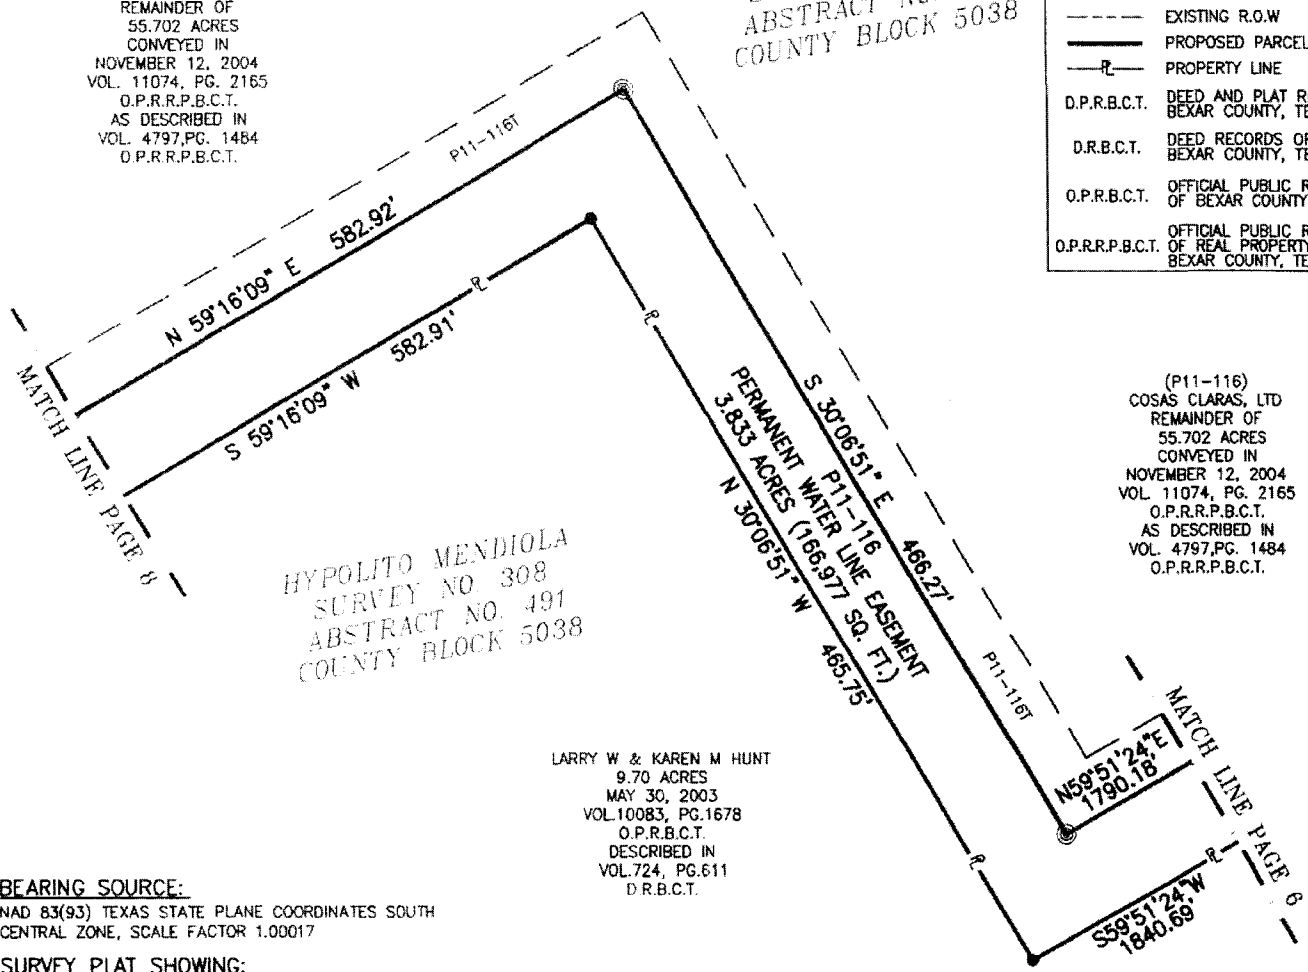 REMAINDER OF
55.702 ACRES
CONVEYED IN
NOVEMBER 12, 2004
VOL. 11074, PG. 2165
O.P.R.R.P.B.C.T.
AS DESCRIBED IN
VOL. 4797,PG. 1484
O.P.R.R.P.B.C.T.
ABSTRACT NO.
COUNTY BLOCK 5038
EXISTING R.O.W
PROPOSED PARCEL
PL PROPERTY LINE
D.P.R.B.C.T. DEED AND PLAT
BEXAR COUNTY,
D.R.B.C.T. DEED RECORDS
BEXAR COUNTY,
O.P.R.B.C.T. OFFICIAL PUBLIC
OF BEXAR COUNTY
OFFICIAL PUBLIC
O.P.R.R.P.B.C.T. OF REAL PROPERTY
BEXAR COUNTY,
P11-116T
N 59°16'09" E 582.92'
PL
S 59°16'09" W 582.91'
PL
MATCH LINE PAGE 8
S 30°06'51" E 466.27'
P11-116
PERMANENT WATER LINE EASEMENT
3.833 ACRES (166,977 SQ. FT.)
N 30°06'51" W 465.75'
P11-116T
(P11-116)
COSAS CLARAS, LTD
REMAINDER OF
55.702 ACRES
CONVEYED IN
NOVEMBER 12, 2004
VOL. 11074, PG. 2165
O.P.R.R.P.B.C.T.
AS DESCRIBED IN
VOL. 4797,PG. 1484
O.P.R.R.P.B.C.T.
HYPOLITO MENDIOLA
SURVEY NO. 308
ABSTRACT NO. 491
COUNTY BLOCK 5038
LARRY W & KAREN M HUNT
9.70 ACRES
MAY 30, 2003
VOL.10083, PG.1678
O.P.R.B.C.T.
DESCRIBED IN
VOL.724, PG.611
D.R.B.C.T.
N59°51'24"E
1790.18'
MATCH LINE PAGE 6
PL
PL
S59°51'24"W
1840.69'
BEARING SOURCE:
NAD 83(93) TEXAS STATE PLANE COORDINATES SOUTH
CENTRAL ZONE, SCALE FACTOR 1.00017
SURVEY PLAT SHOWING: